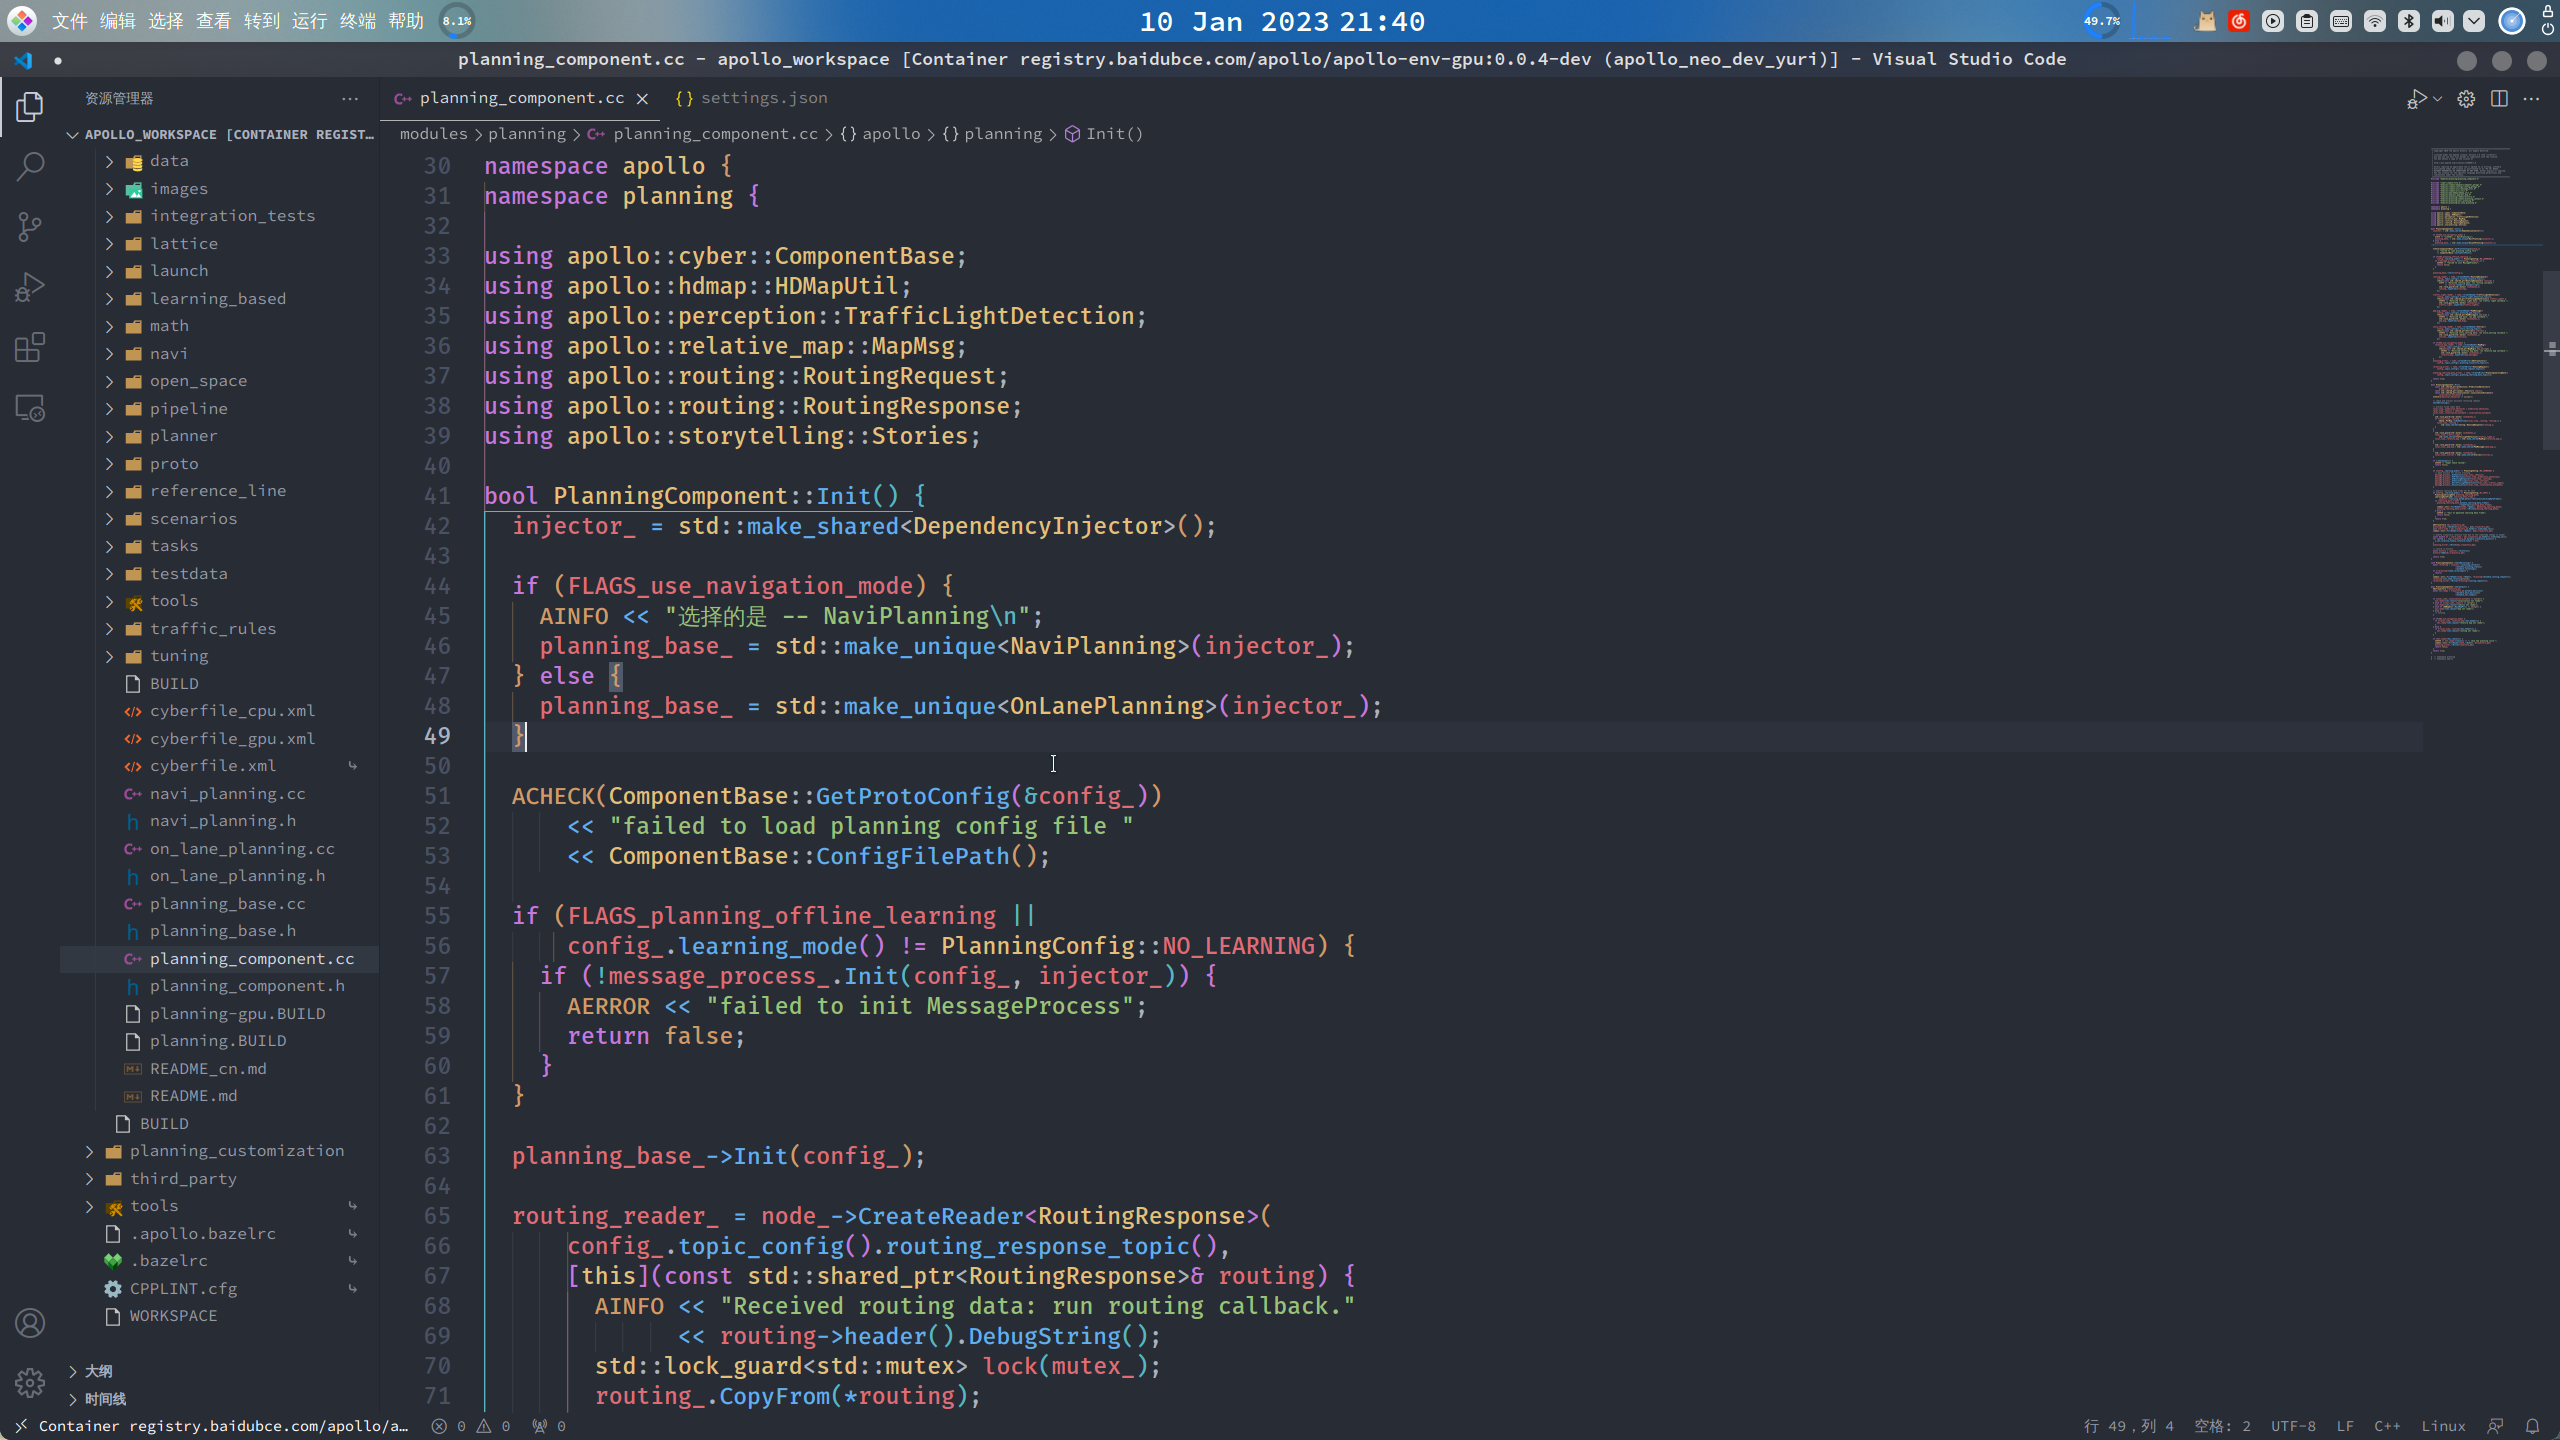 文件 编辑 选择 查看 转到 运行 终端 帮助 8.1%
10 Jan 2023 21:40
49.7%
planning_component.cc - apollo_workspace [Container registry.baidubce.com/apollo/apollo-env-gpu:0.0.4-dev (apollo_neo_dev_yuri)] - Visual Studio Code
资源管理器
APOLLO_WORKSPACE [CONTAINER REGIST…
data
images
integration_tests
lattice
launch
learning_based
math
navi
open_space
pipeline
planner
proto
reference_line
scenarios
tasks
testdata
tools
traffic_rules
tuning
BUILD
cyberfile_cpu.xml
cyberfile_gpu.xml
cyberfile.xml
navi_planning.cc
navi_planning.h
on_lane_planning.cc
on_lane_planning.h
planning_base.cc
planning_base.h
planning_component.cc
planning_component.h
planning-gpu.BUILD
planning.BUILD
README_cn.md
README.md
BUILD
planning_customization
third_party
tools
.apollo.bazelrc
.bazelrc
CPPLINT.cfg
WORKSPACE
大纲
时间线
planning_component.cc
{} settings.json
modules > planning > planning_component.cc > {} apollo > {} planning > Init()
30 namespace apollo {
31 namespace planning {
32
33 using apollo::cyber::ComponentBase;
34 using apollo::hdmap::HDMapUtil;
35 using apollo::perception::TrafficLightDetection;
36 using apollo::relative_map::MapMsg;
37 using apollo::routing::RoutingRequest;
38 using apollo::routing::RoutingResponse;
39 using apollo::storytelling::Stories;
40
41 bool PlanningComponent::Init() {
42 injector_ = std::make_shared<DependencyInjector>();
43
44 if (FLAGS_use_navigation_mode) {
45 AINFO << "选择的是 -- NaviPlanning\n";
46 planning_base_ = std::make_unique<NaviPlanning>(injector_);
47 } else {
48 planning_base_ = std::make_unique<OnLanePlanning>(injector_);
49 }
50
51 ACHECK(ComponentBase::GetProtoConfig(&config_))
52 << "failed to load planning config file "
53 << ComponentBase::ConfigFilePath();
54
55 if (FLAGS_planning_offline_learning ||
56 config_.learning_mode() != PlanningConfig::NO_LEARNING) {
57 if (!message_process_.Init(config_, injector_)) {
58 AERROR << "failed to init MessageProcess";
59 return false;
60 }
61 }
62
63 planning_base_->Init(config_);
64
65 routing_reader_ = node_->CreateReader<RoutingResponse>(
66 config_.topic_config().routing_response_topic(),
67 [this](const std::shared_ptr<RoutingResponse>& routing) {
68 AINFO << "Received routing data: run routing callback."
69 << routing->header().DebugString();
70 std::lock_guard<std::mutex> lock(mutex_);
71 routing_.CopyFrom(*routing);
Container registry.baidubce.com/apollo/a… 0 0 0
行 49，列 4 空格: 2 UTF-8 LF C++ Linux